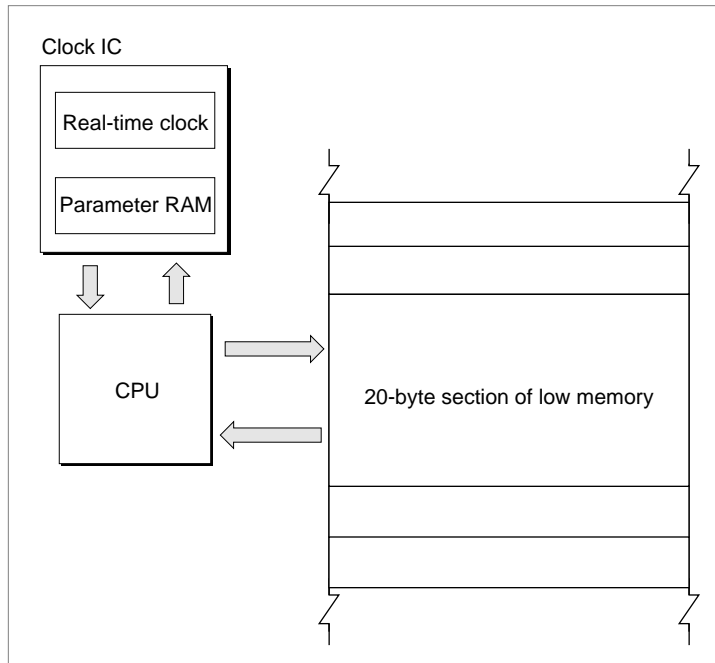 Clock IC
Real-time clock
Parameter RAM
CPU
20-byte section of low memory